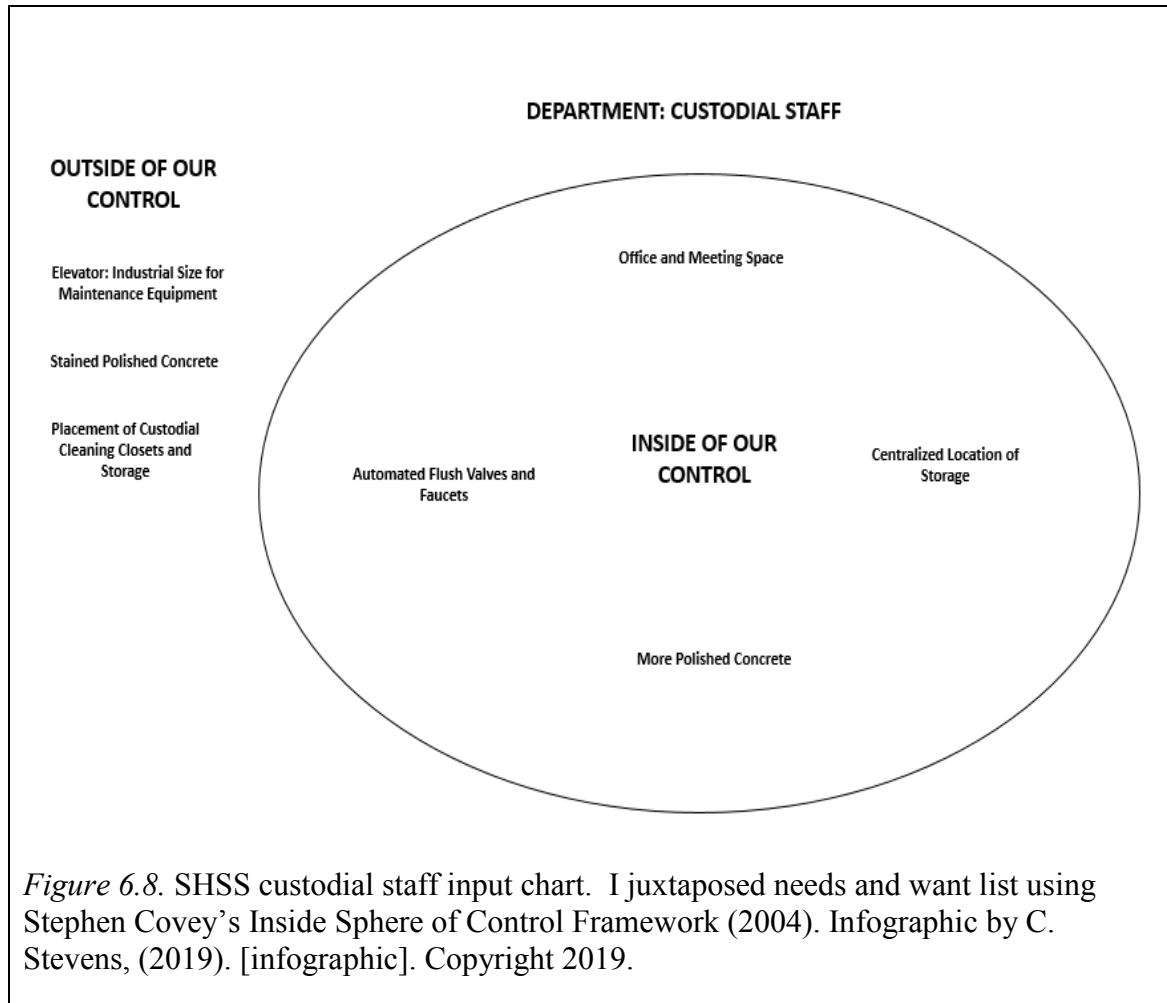 DEPARTMENT: CUSTODIAL STAFF
OUTSIDE OF OUR
CONTROL
Elevator: Industrial Size for
Maintenance Equipment
Stained Polished Concrete
Placement of Custodial
Cleaning Closets and
Storage
Office and Meeting Space
Automated Flush Valves and
Faucets
INSIDE OF OUR
CONTROL
Centralized Location of
Storage
More Polished Concrete
Figure 6.8. SHSS custodial staff input chart.  I juxtaposed needs and want list using
Stephen Covey’s Inside Sphere of Control Framework (2004). Infographic by C.
Stevens, (2019). [infographic]. Copyright 2019.